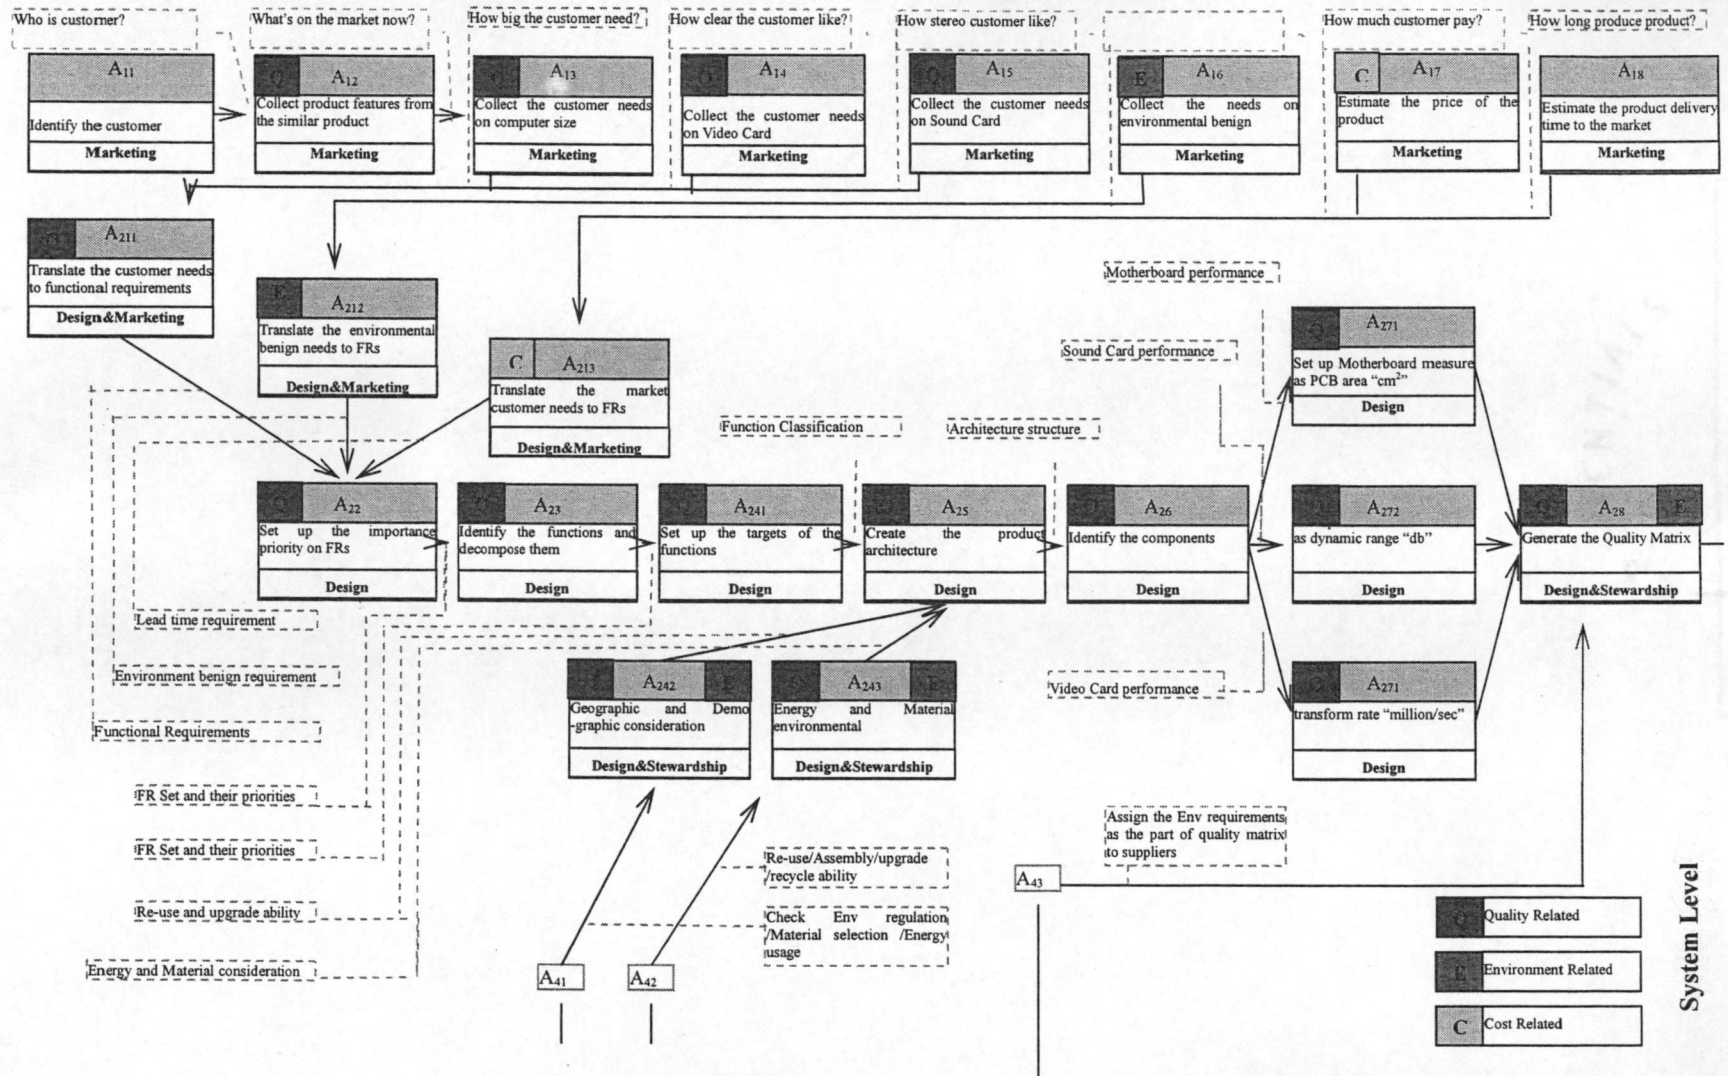 Who is customer?
What's on the market now?
How big the customer need?
How clear the customer like?
How stereo customer like?
How much customer pay?
How long produce product?
A11
Identify the customer
Marketing
Q A12
Collect product features from
the similar product
Marketing
Q A13
Collect the customer needs
on computer size
Marketing
Q A14
Collect the customer needs
on Video Card
Marketing
Q A15
Collect the customer needs
on Sound Card
Marketing
E A16
Collect the needs on
environmental benign
Marketing
C A17
Estimate the price of the
product
Marketing
A18
Estimate the product delivery
time to the market
Marketing
Q A211
Translate the customer needs
to functional requirements
Design&Marketing
E A212
Translate the environmental
benign needs to FRs
Design&Marketing
C A213
Translate the market
customer needs to FRs
Design&Marketing
Motherboard performance
Sound Card performance
Function Classification
Architecture structure
Q A271
Set up Motherboard measure
as PCB area “cm²”
Design
Q A22
Set up the importance
priority on FRs
Design
Q A23
Identify the functions and
decompose them
Design
A241
Set up the targets of the
functions
Design
A25
Create the product
architecture
Design
A26
Identify the components
Design
A272
as dynamic range “db”
Design
Q A28 E
Generate the Quality Matrix
Design&Stewardship
Lead time requirement
Environment benign requirement
Functional Requirements
A242 E
Geographic and Demo
-graphic consideration
Design&Stewardship
Q A243 E
Energy and Material
environmental
Design&Stewardship
Video Card performance
Q A271
transform rate “million/sec”
Design
FR Set and their priorities
FR Set and their priorities
Re-use and upgrade ability
Energy and Material consideration
Re-use/Assembly/upgrade
/recycle ability
Check Env regulation
/Material selection /Energy
usage
Assign the Env requirements
as the part of quality matrix
to suppliers
A41
A42
A43
Q Quality Related
E Environment Related
C Cost Related
System Level